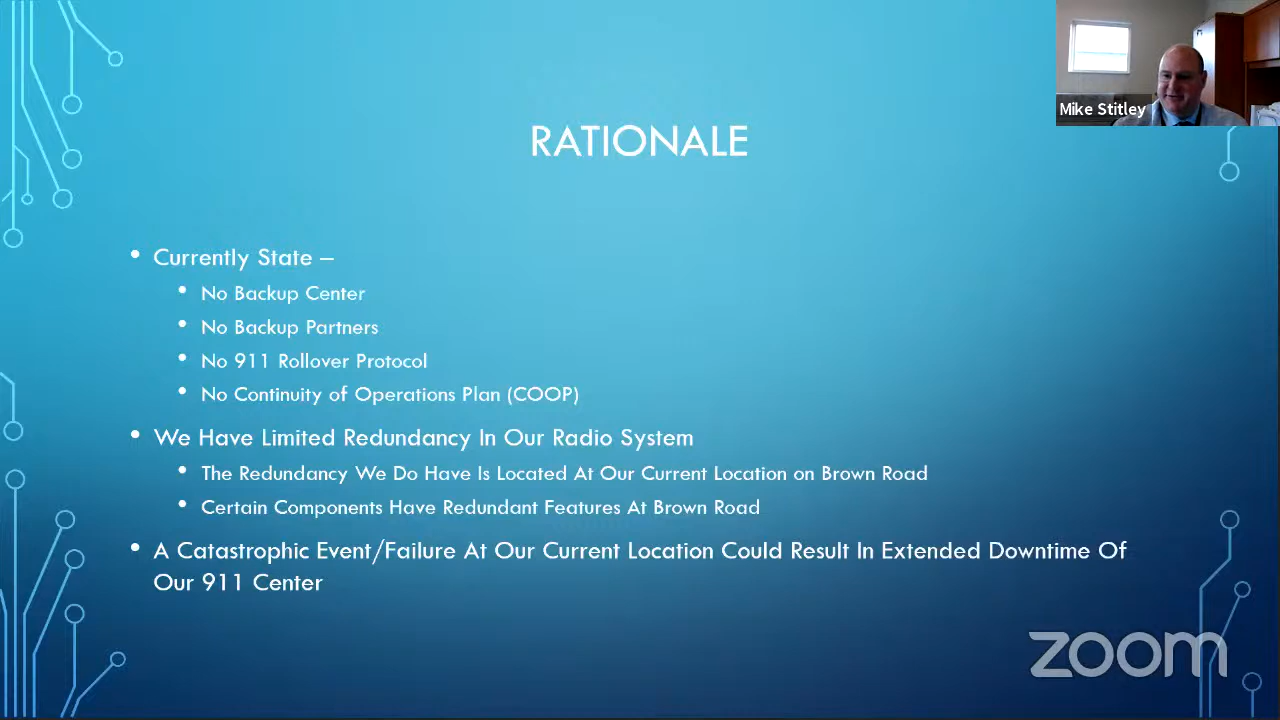 Mike Stitley
RATIONALE
• Currently State –
• No Backup Center
• No Backup Partners
• No 911 Rollover Protocol
• No Continuity of Operations Plan (COOP)
• We Have Limited Redundancy In Our Radio System
• The Redundancy We Do Have Is Located At Our Current Location on Brown Road
• Certain Components Have Redundant Features At Brown Road
• A Catastrophic Event/Failure At Our Current Location Could Result In Extended Downtime Of
Our 911 Center
zoom